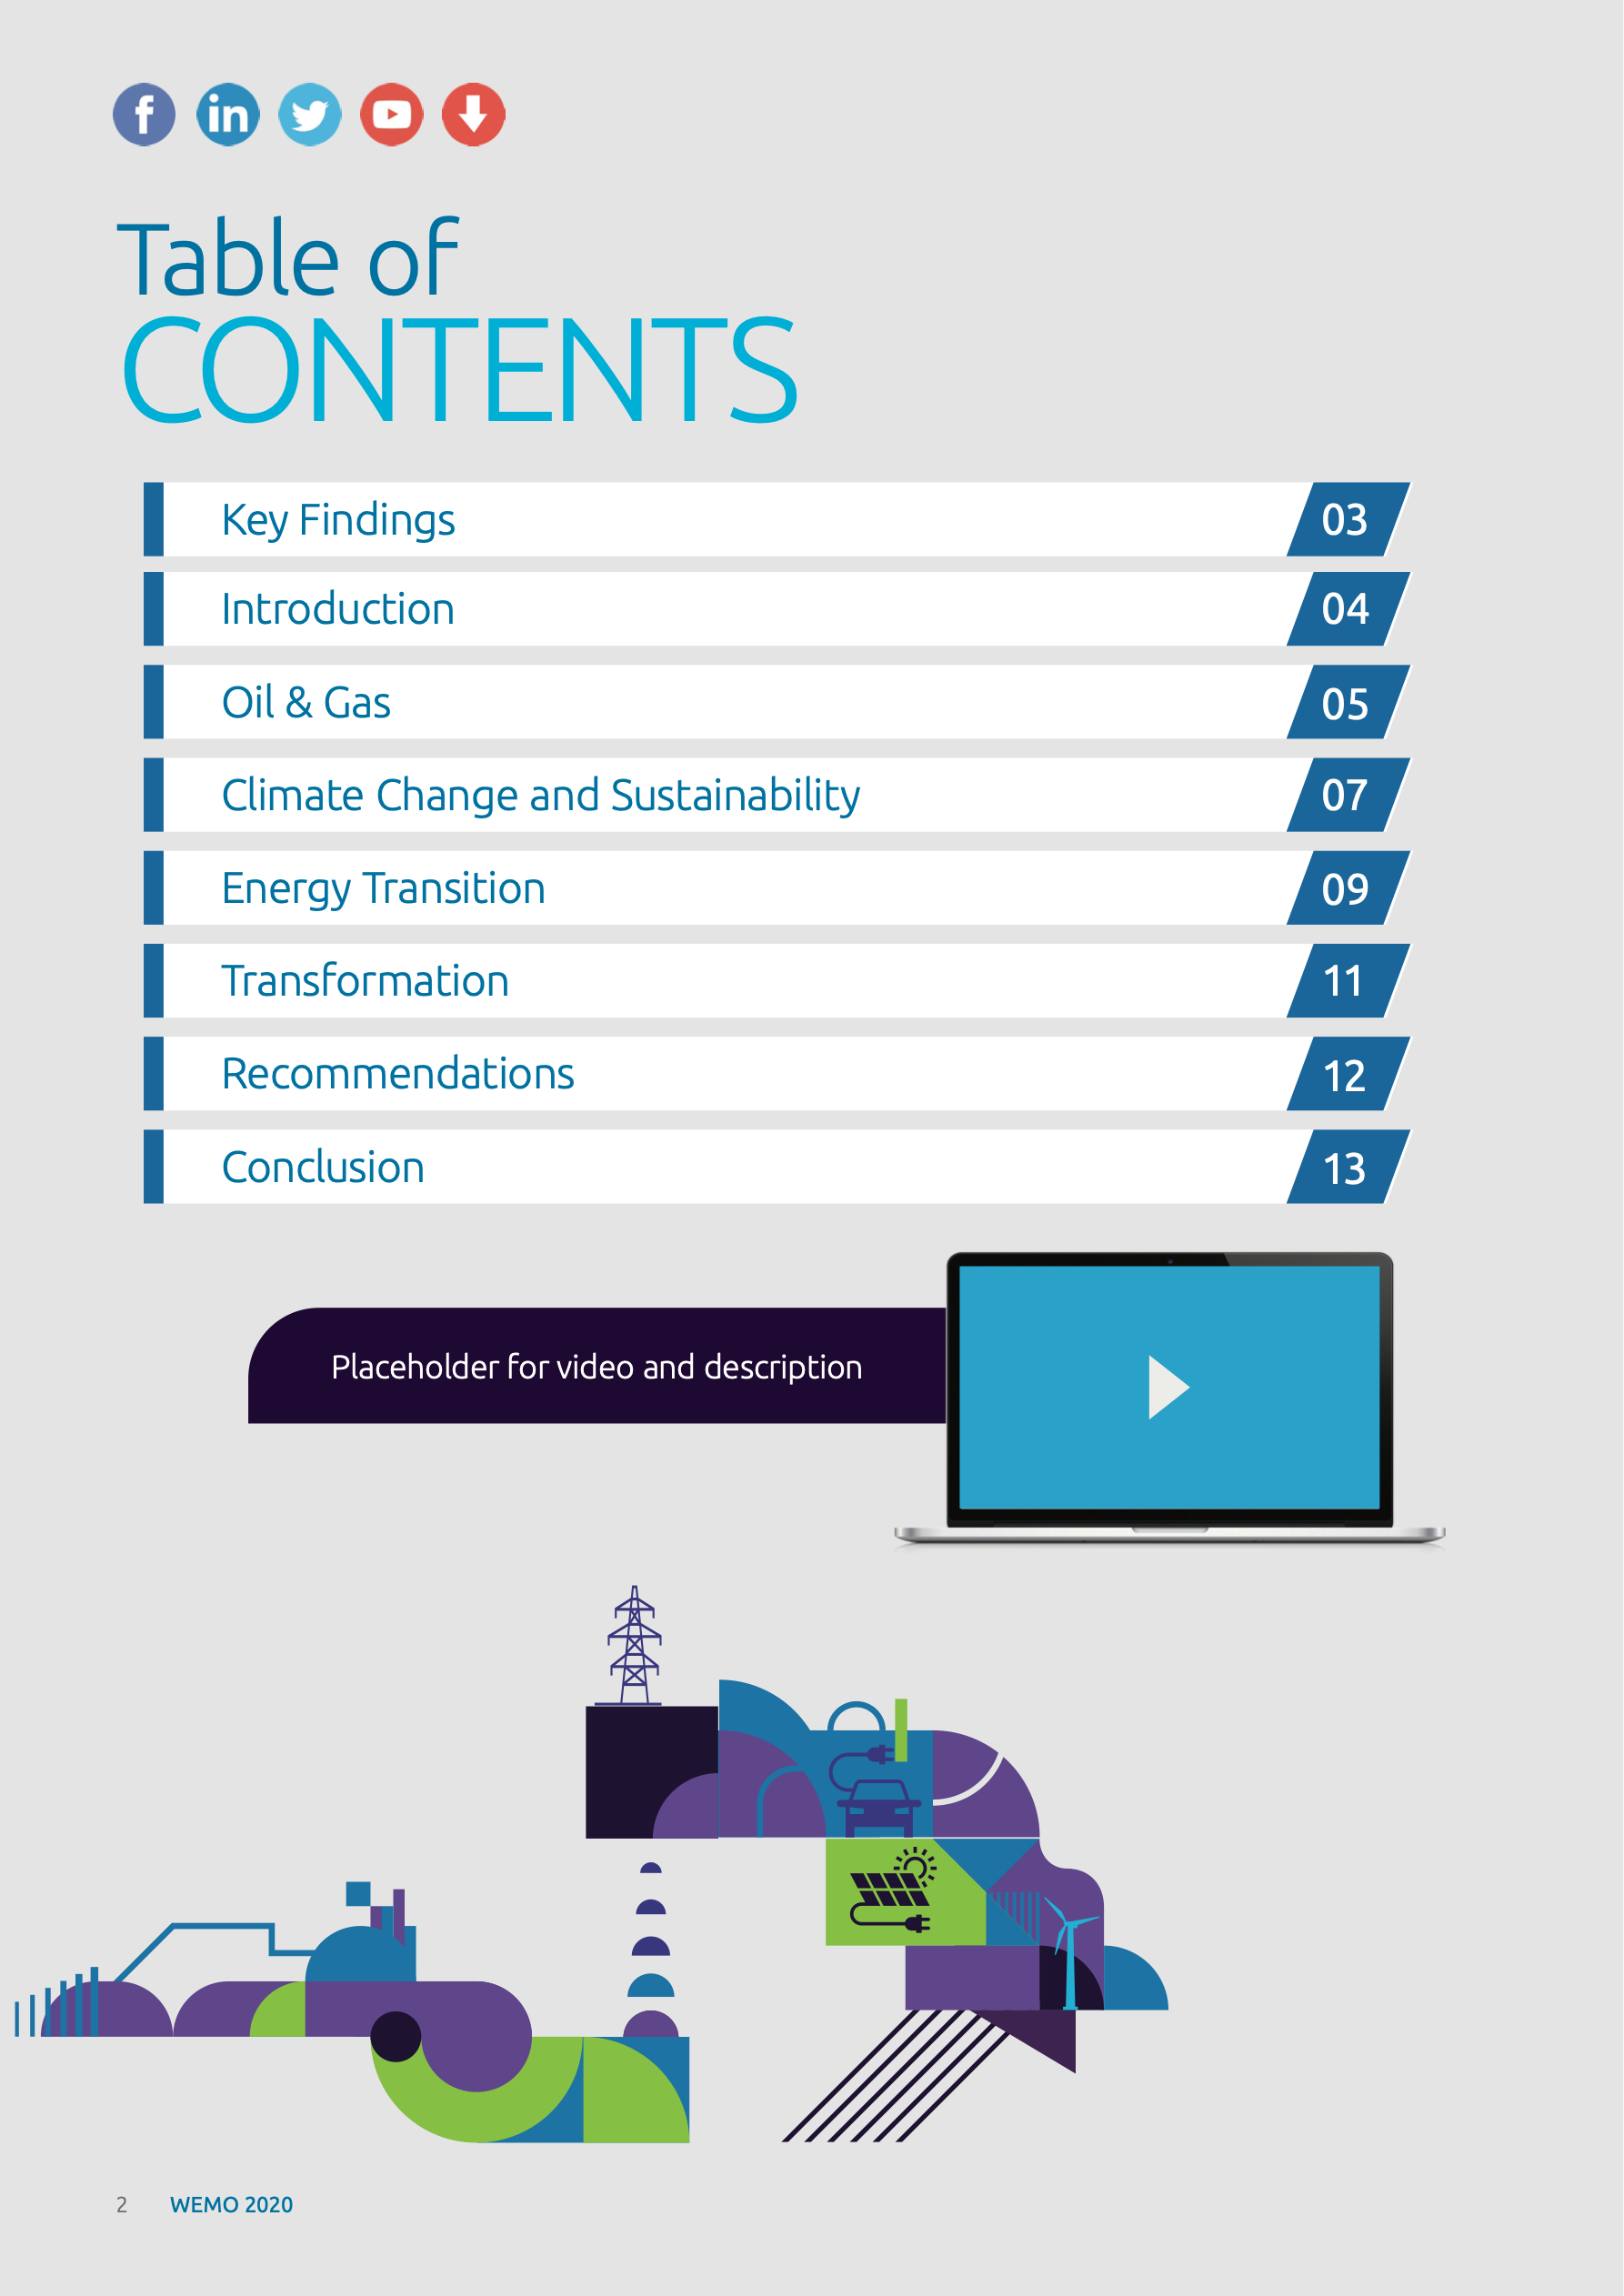 f
in
Table of
CONTENTS
Key Findings 03
Introduction 04
Oil & Gas 05
Climate Change and Sustainability 07
Energy Transition 09
Transformation 11
Recommendations 12
Conclusion 13
Placeholder for video and description
2 WEMO 2020